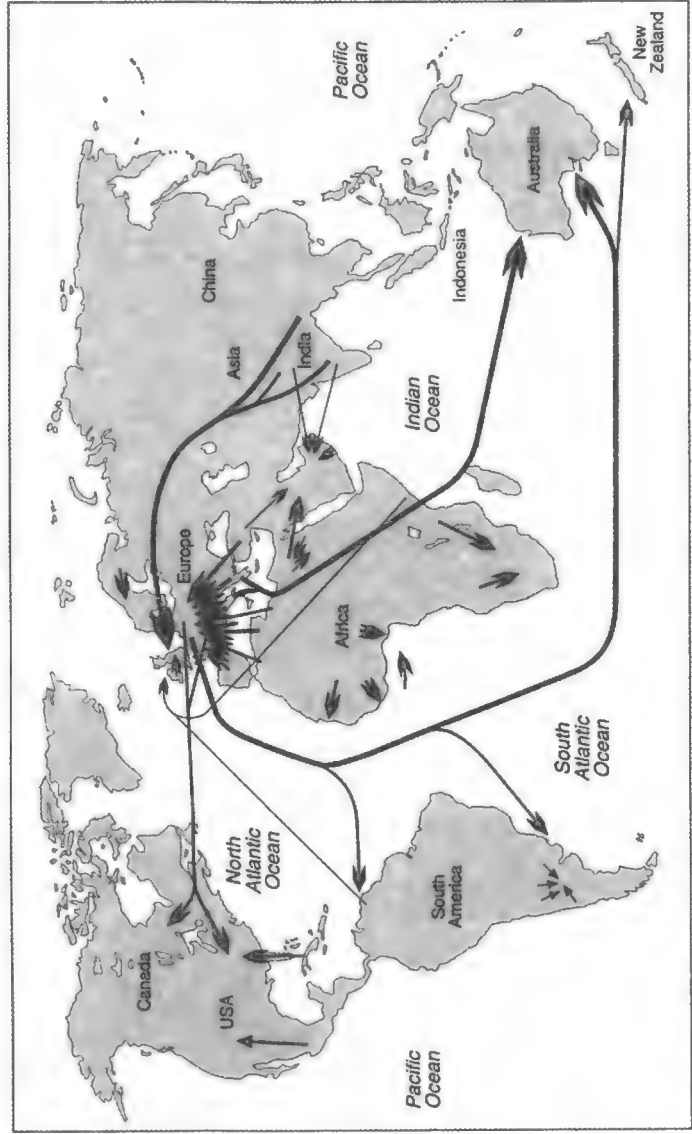 Pacific
Ocean
New
Zealand
Australia
China
Indonesia
Asia
India
Indian
Ocean
Europe
Africa
South
Atlantic
Ocean
North
Atlantic
Ocean
South
America
Canada
USA
Pacific
Ocean